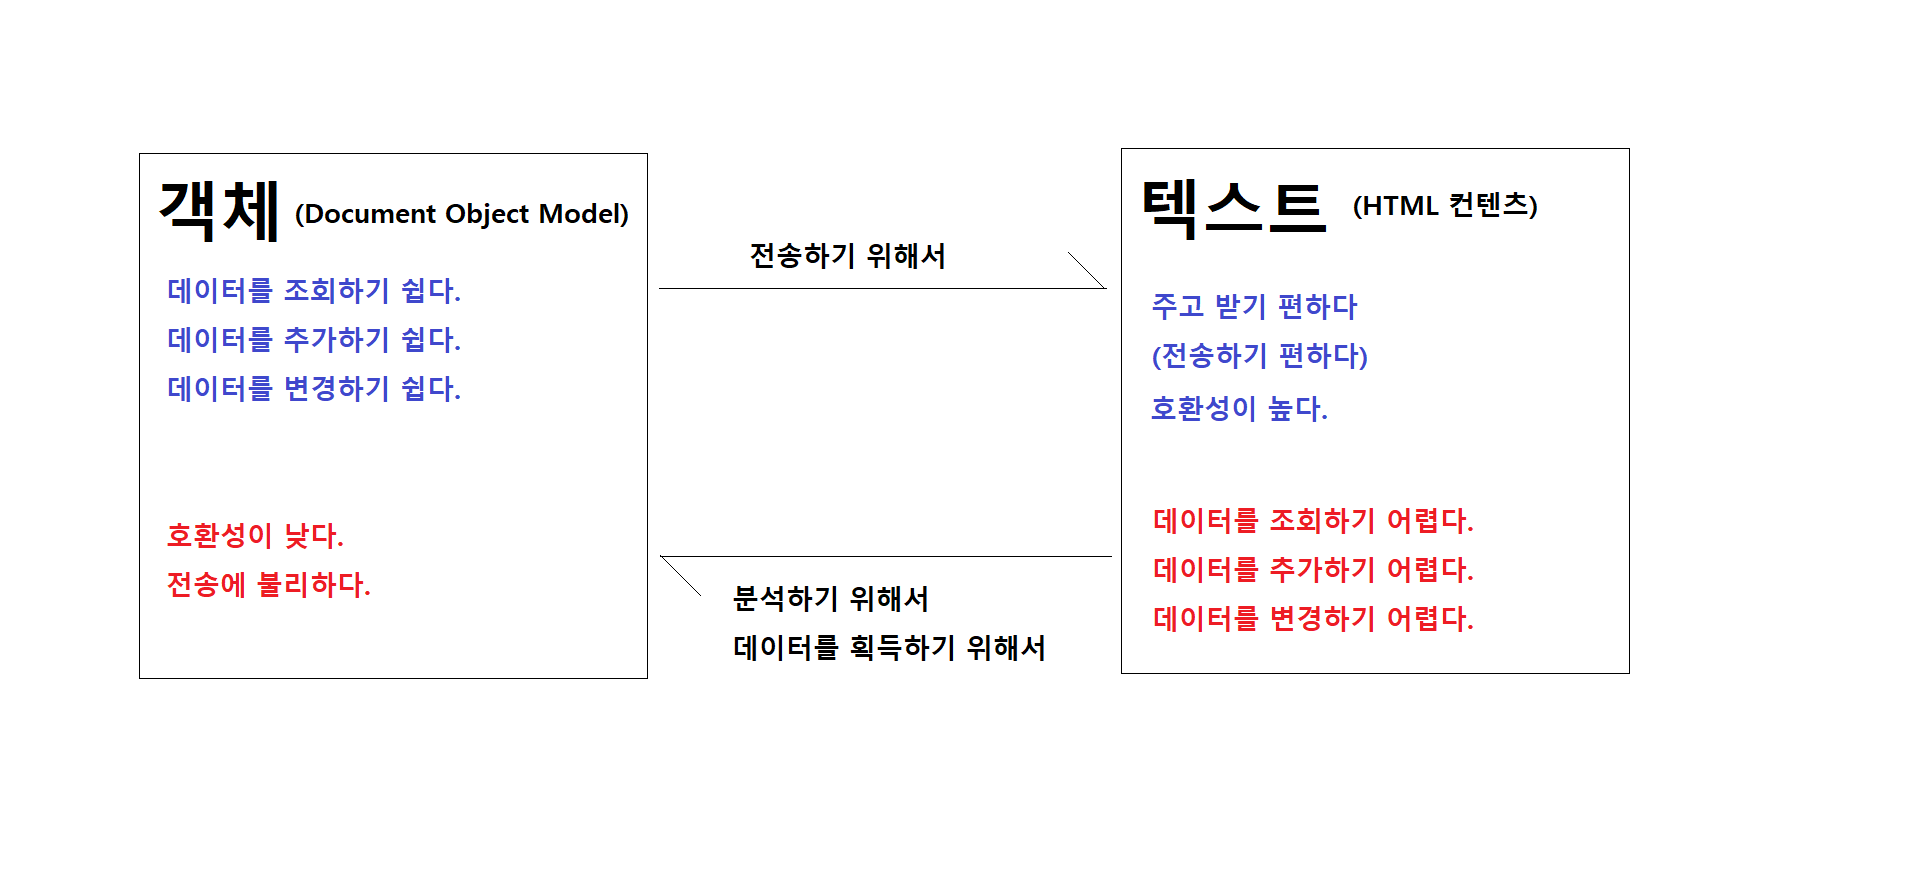 객체 (Document Object Model)
데이터를 조회하기 쉽다.
데이터를 추가하기 쉽다.
데이터를 변경하기 쉽다.
호환성이 낮다.
전송에 불리하다.
전송하기 위해서
분석하기 위해서
데이터를 획득하기 위해서
텍스트 (HTML 컨텐츠)
주고 받기 편하다
(전송하기 편하다)
호환성이 높다.
데이터를 조회하기 어렵다.
데이터를 추가하기 어렵다.
데이터를 변경하기 어렵다.